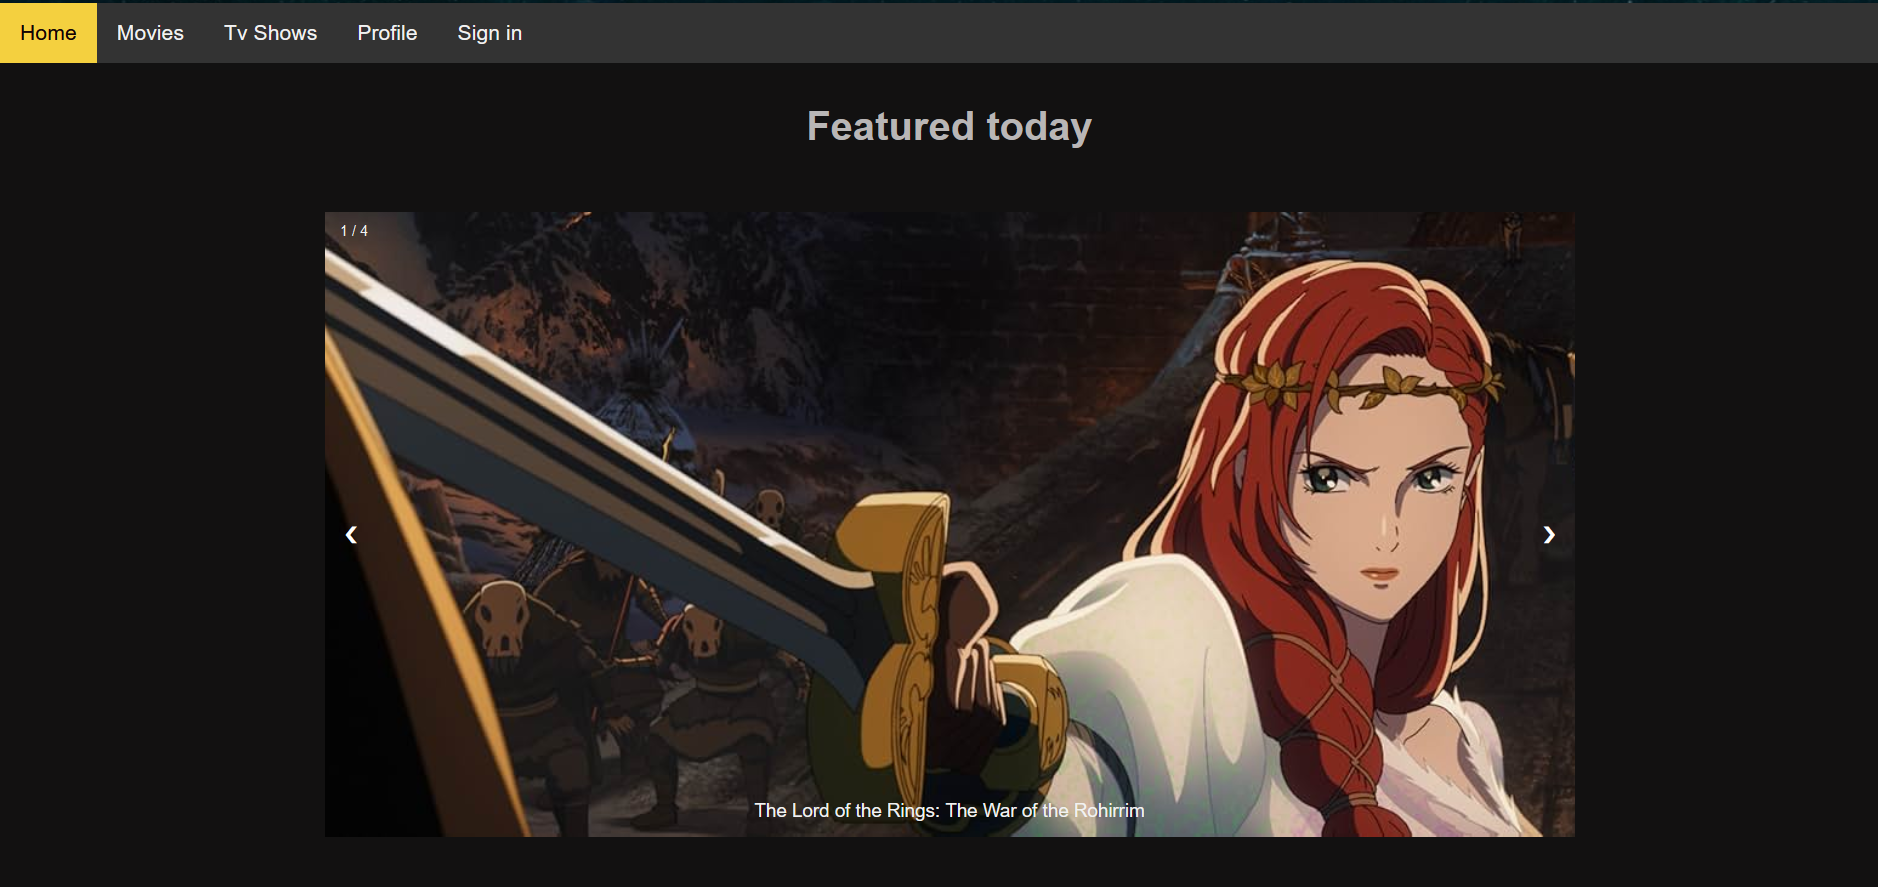 Home Movies Tv Shows Profile Sign in
Featured today
1 / 4
❮ ❯
The Lord of the Rings: The War of the Rohirrim